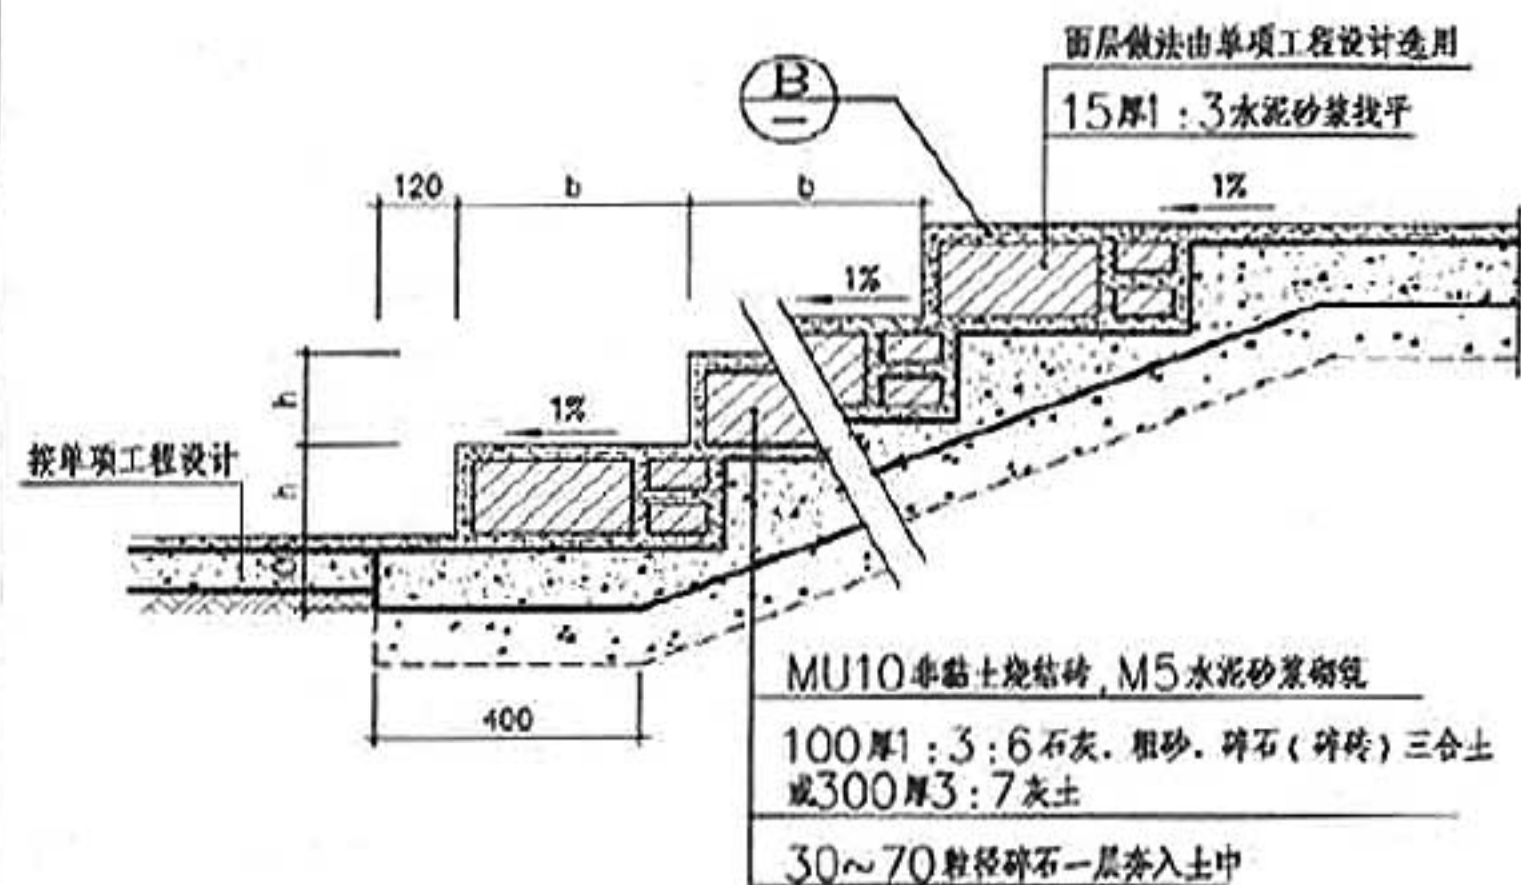 面层做法由单项工程设计选用
B
15厚1:3水泥砂浆找平
120
b
b
1%
1%
h
1%
按单项工程设计
h
MU10非黏土烧结砖,M5水泥砂浆砌筑
400
100厚1:3:6石灰.粗砂.碎石(碎砖)三合土
或300厚3:7灰土
30~70粒径碎石一层夯入土中